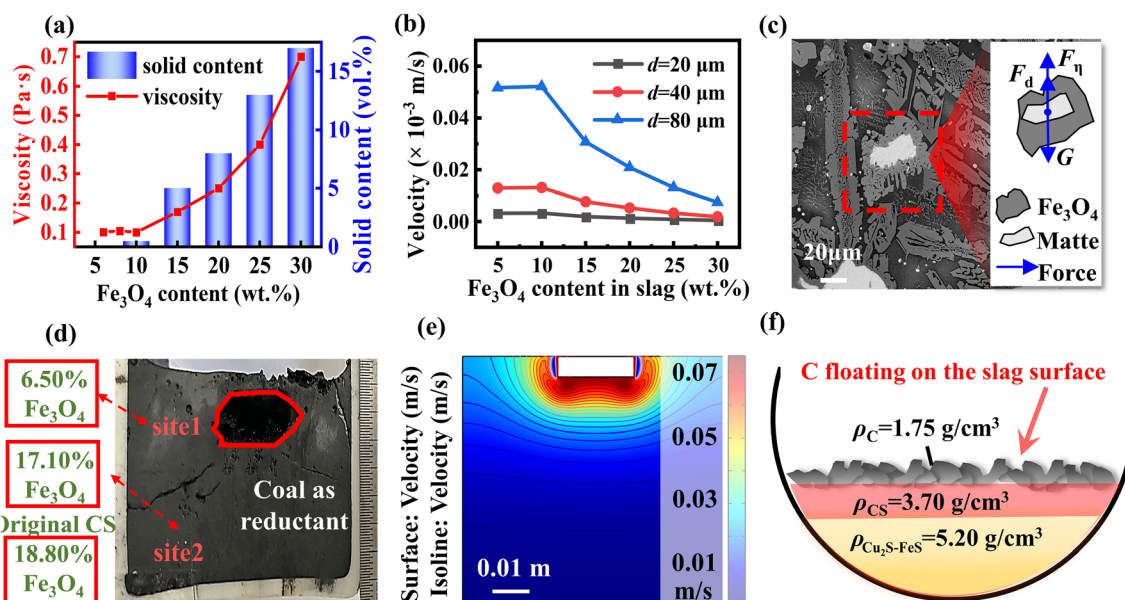 (a)
Viscosity (Pa·s)
0.7
0.6
0.5
0.4
0.3
0.2
0.1
solid content
viscosity
15
10
5
0
Solid content (vol.%)
5 10 15 20 25 30
Fe₃O₄ content (wt.%)
(b)
Velocity (× 10⁻³ m/s)
0.06
0.04
0.02
0.00
d=20 μm
d=40 μm
d=80 μm
5 10 15 20 25 30
Fe₃O₄ content in slag (wt.%)
(c)
20μm
Fη
Fd
G
Fe₃O₄
Matte
Force
(d)
6.50%
Fe₃O₄
17.10%
Fe₃O₄
Original CS
18.80%
Fe₃O₄
site1
site2
Coal as
reductant
(e)
Surface: Velocity (m/s)
Isoline: Velocity (m/s)
0.01 m
0.07
0.05
0.03
0.01
m/s
(f)
C floating on the slag surface
ρC=1.75 g/cm³
ρCS=3.70 g/cm³
ρCu₂S-FeS=5.20 g/cm³